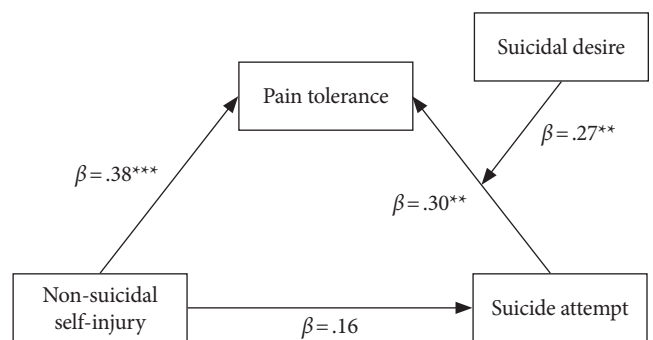 Suicidal desire
Pain tolerance
β = .27**
β = .38***
β = .30**
Non-suicidal
self-injury
Suicide attempt
β = .16